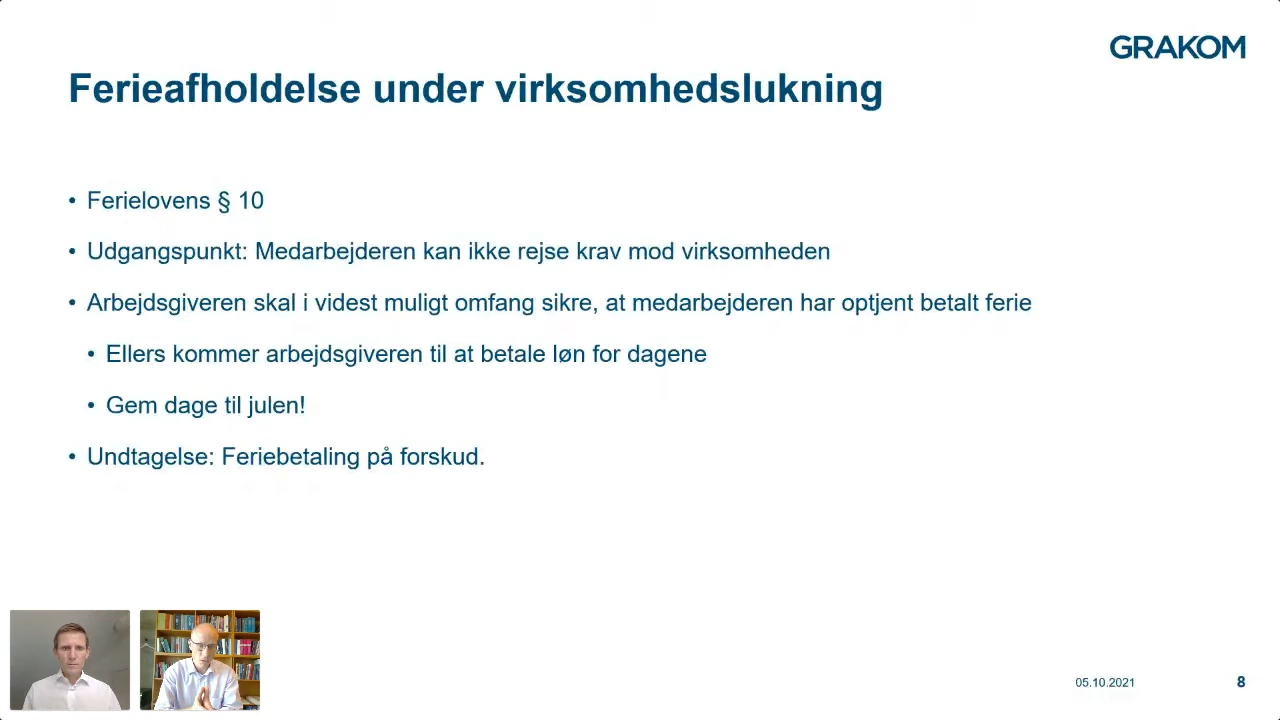 GRAKOM
Ferieafholdelse under virksomhedslukning
• Ferielovens § 10
• Udgangspunkt: Medarbejderen kan ikke rejse krav mod virksomheden
• Arbejdsgiveren skal i videst muligt omfang sikre, at medarbejderen har optjent betalt ferie
• Ellers kommer arbejdsgiveren til at betale løn for dagene
• Gem dage til julen!
• Undtagelse: Feriebetaling på forskud.
05.10.2021
8